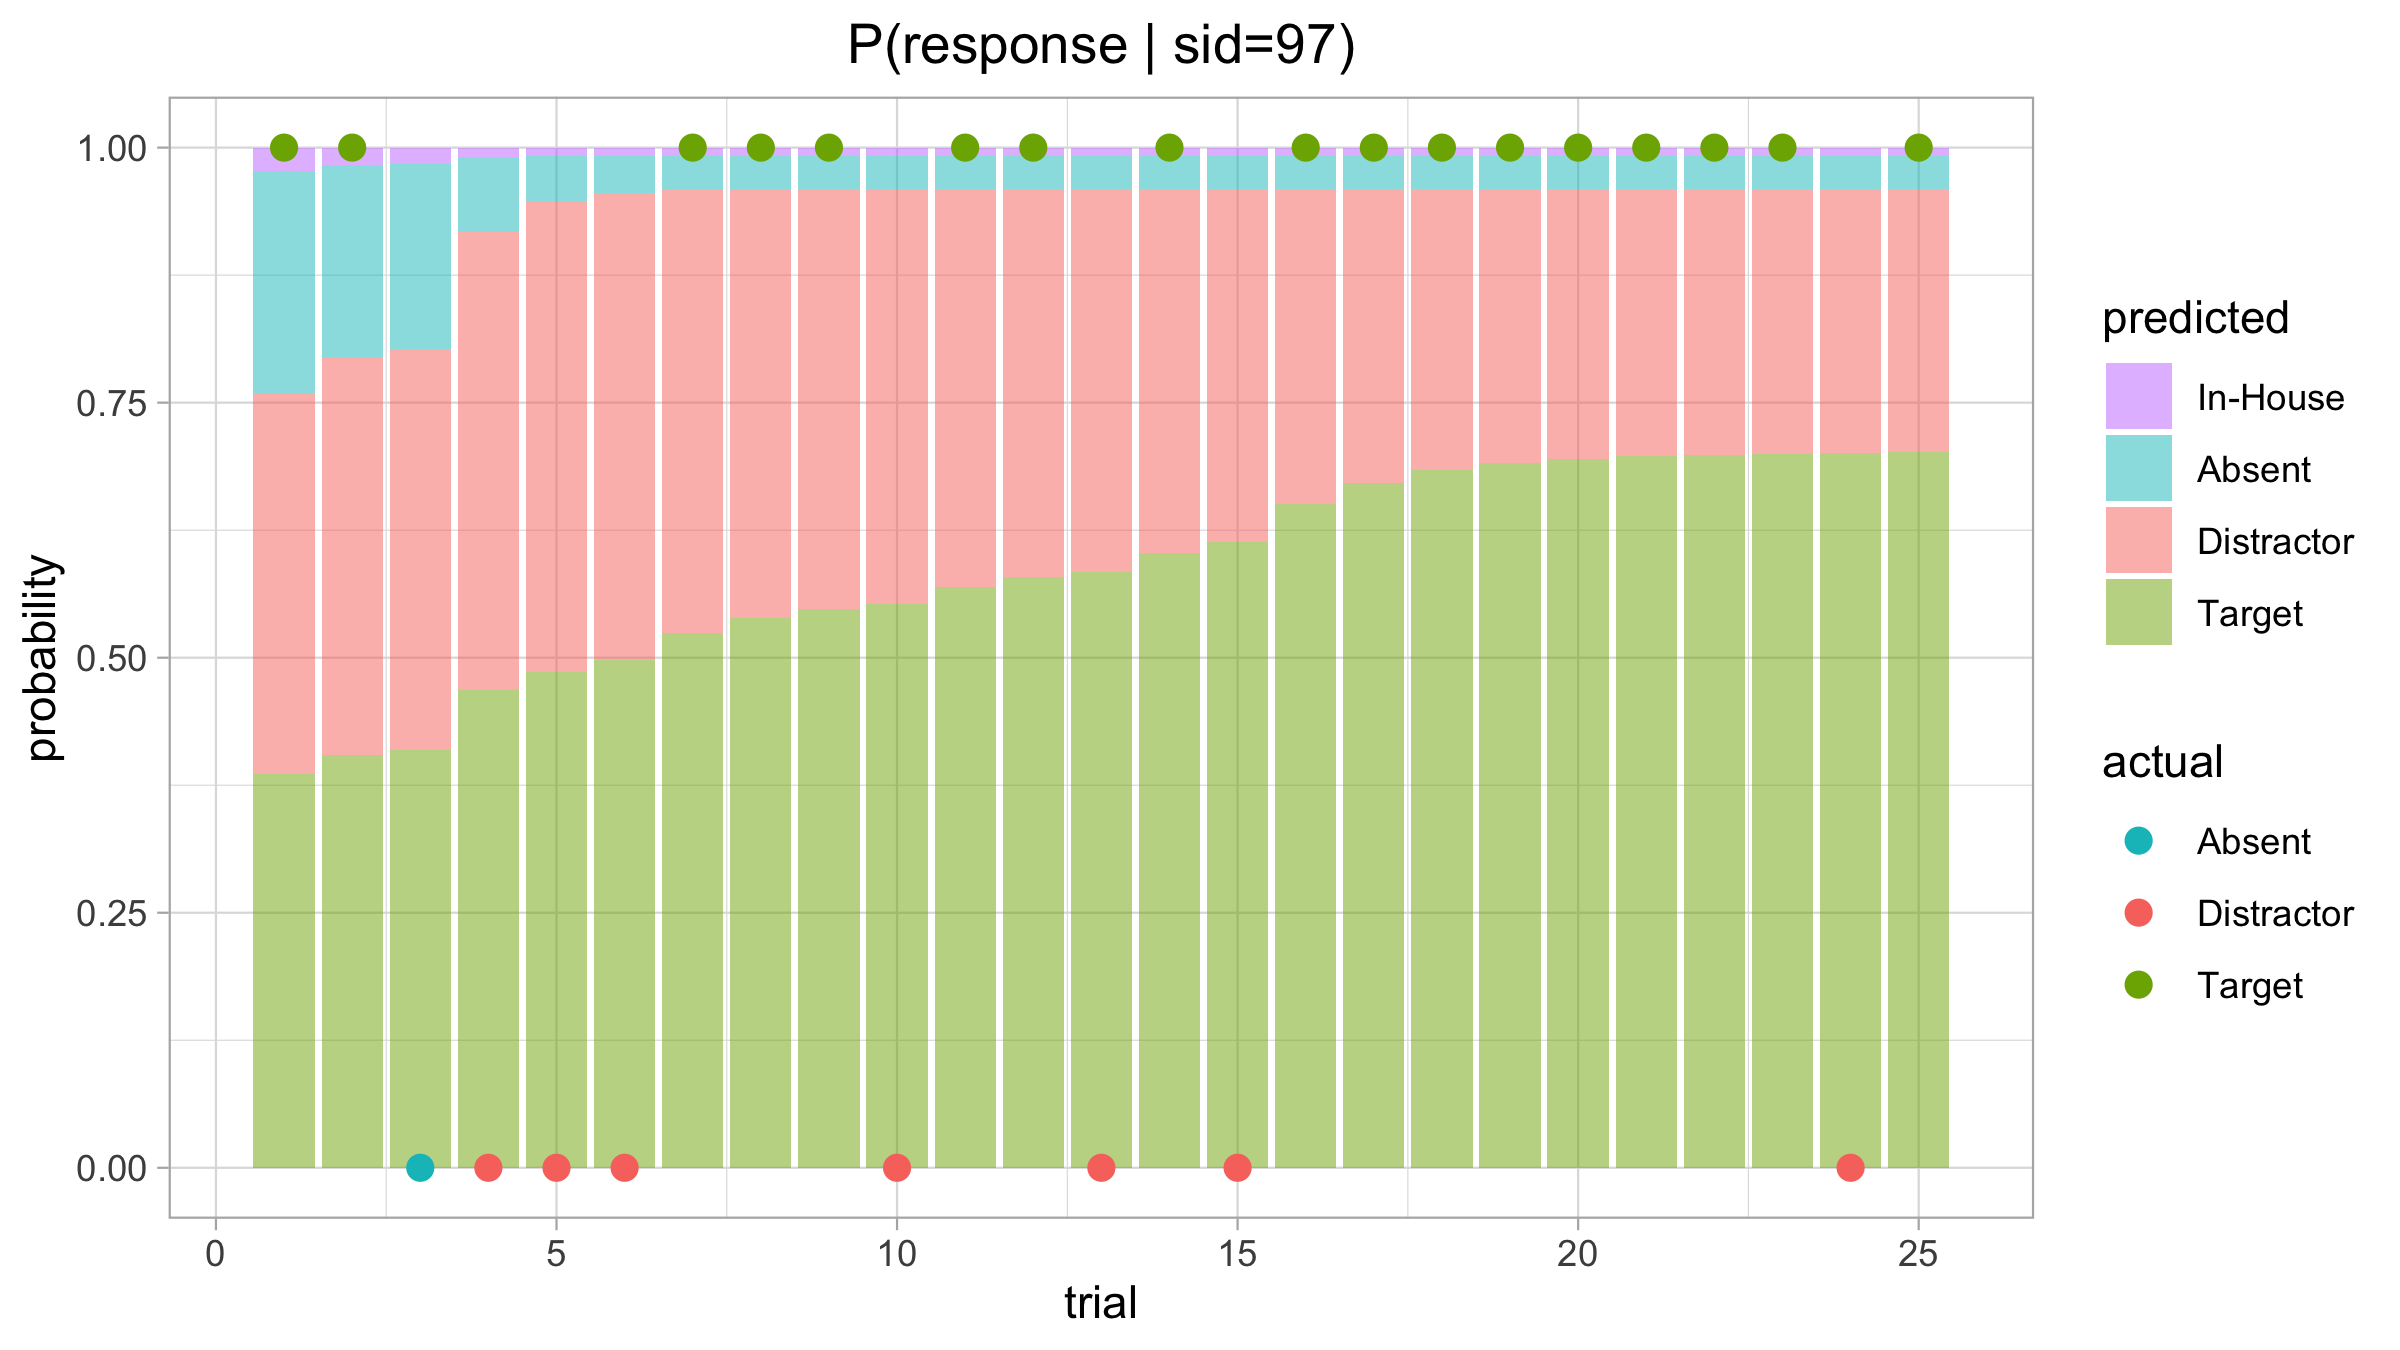 P(response | sid=97)
probability
1.00
0.75
0.50
0.25
0.00
0 5 10 15 20 25
trial
predicted
In-House
Absent
Distractor
Target
actual
Absent
Distractor
Target